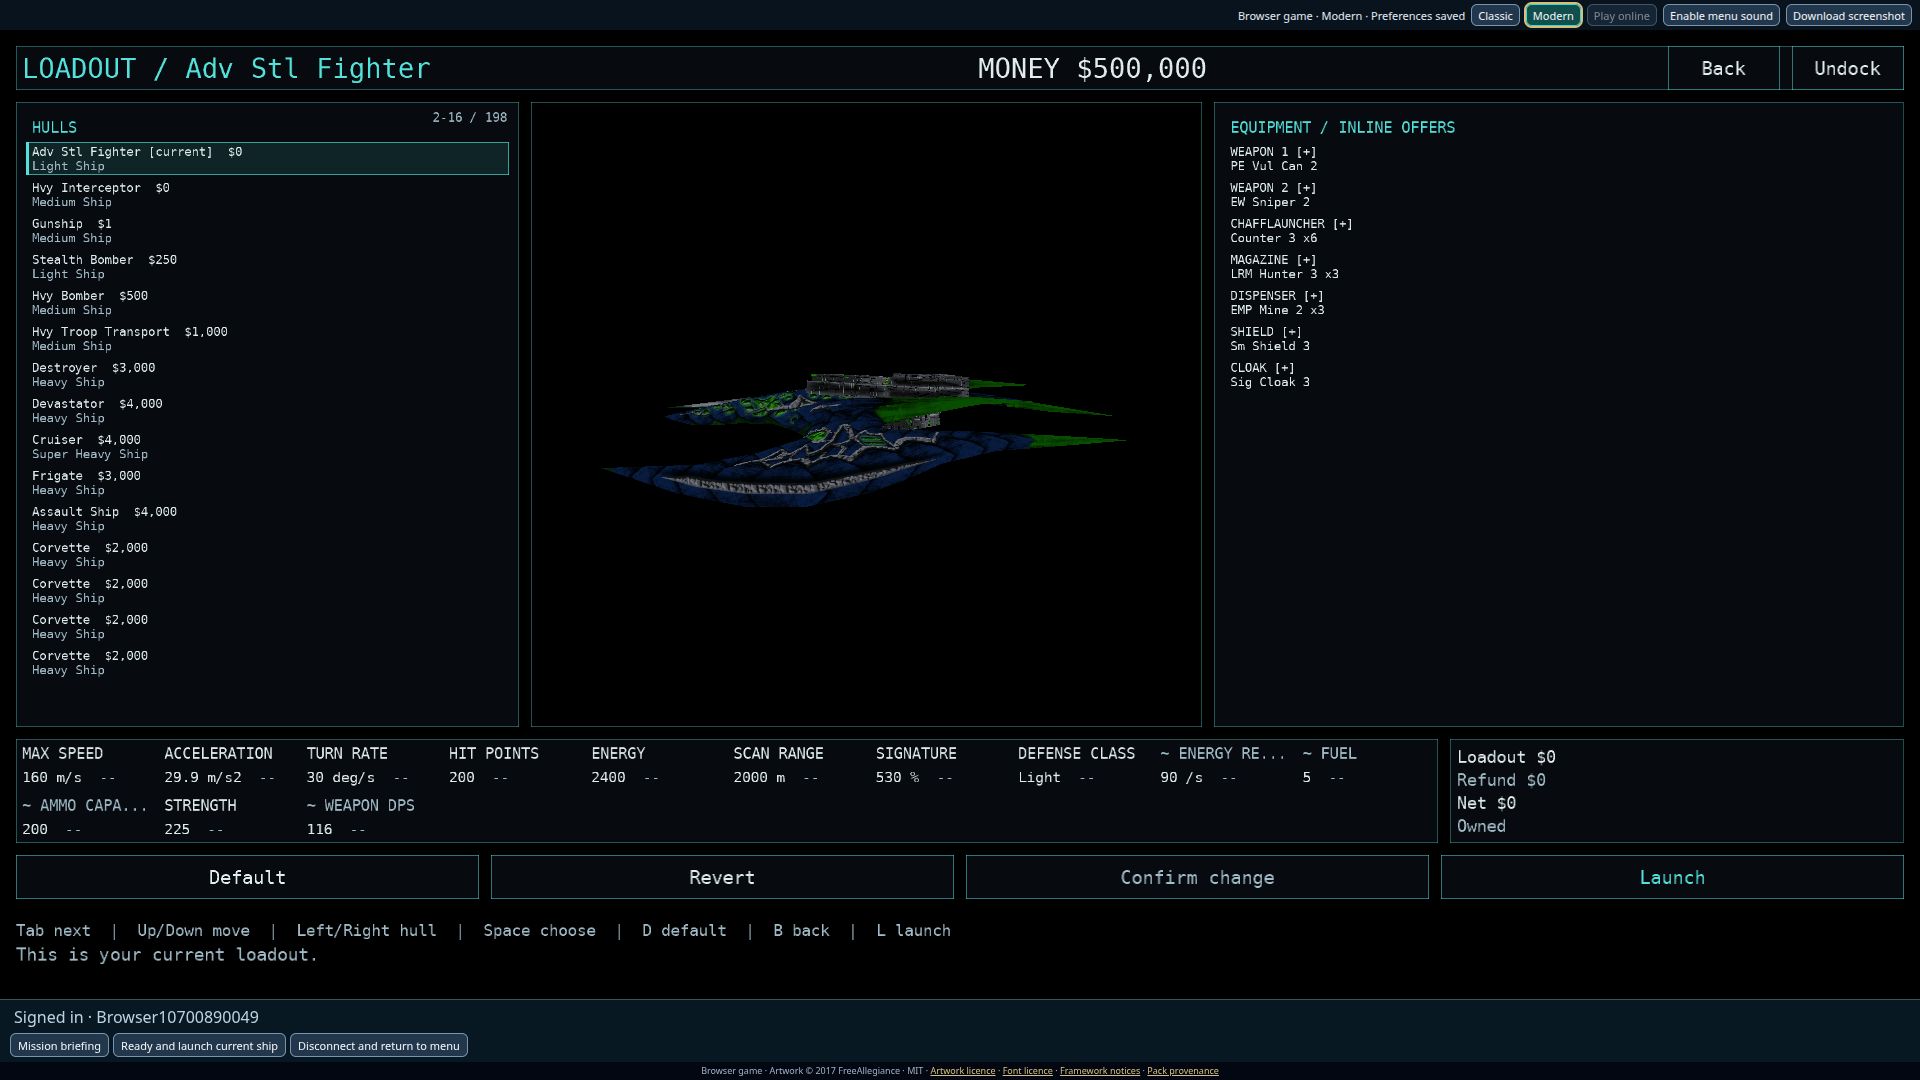 Browser game · Modern · Preferences saved Classic Modern Play online Enable menu sound Download screenshot
LOADOUT / Adv Stl Fighter MONEY $500,000 Back Undock
HULLS 2-16 / 198
Adv Stl Fighter [current] $0
Light Ship
Hvy Interceptor $0
Medium Ship
Gunship $1
Medium Ship
Stealth Bomber $250
Light Ship
Hvy Bomber $500
Medium Ship
Hvy Troop Transport $1,000
Medium Ship
Destroyer $3,000
Heavy Ship
Devastator $4,000
Heavy Ship
Cruiser $4,000
Super Heavy Ship
Frigate $3,000
Heavy Ship
Assault Ship $4,000
Heavy Ship
Corvette $2,000
Heavy Ship
Corvette $2,000
Heavy Ship
Corvette $2,000
Heavy Ship
Corvette $2,000
Heavy Ship
EQUIPMENT / INLINE OFFERS
WEAPON 1 [+]
PE Vul Can 2
WEAPON 2 [+]
EW Sniper 2
CHAFFLAUNCHER [+]
Counter 3 x6
MAGAZINE [+]
LRM Hunter 3 x3
DISPENSER [+]
EMP Mine 2 x3
SHIELD [+]
Sm Shield 3
CLOAK [+]
Sig Cloak 3
MAX SPEED ACCELERATION TURN RATE HIT POINTS ENERGY SCAN RANGE SIGNATURE DEFENSE CLASS ~ ENERGY RE... ~ FUEL
160 m/s -- 29.9 m/s2 -- 30 deg/s -- 200 -- 2400 -- 2000 m -- 530 % -- Light -- 90 /s -- 5 --
~ AMMO CAPA... STRENGTH ~ WEAPON DPS
200 -- 225 -- 116 --
Loadout $0
Refund $0
Net $0
Owned
Default Revert Confirm change Launch
Tab next | Up/Down move | Left/Right hull | Space choose | D default | B back | L launch
This is your current loadout.
Signed in · Browser10700890049
Mission briefing Ready and launch current ship Disconnect and return to menu
Browser game · Artwork © 2017 FreeAllegiance · MIT · Artwork licence · Font licence · Framework notices · Pack provenance